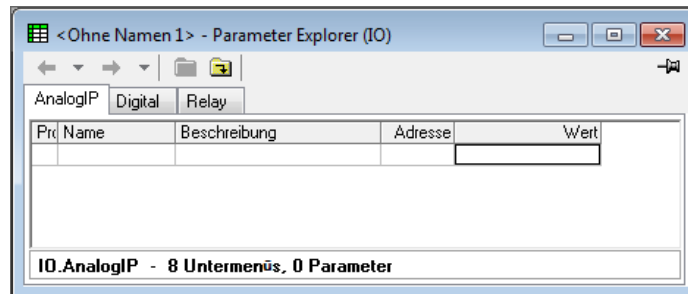 <Ohne Namen 1> - Parameter Explorer (IO)
AnalogIP Digital Relay
Prc Name Beschreibung Adresse Wert
IO.AnalogIP - 8 Untermenüs, 0 Parameter